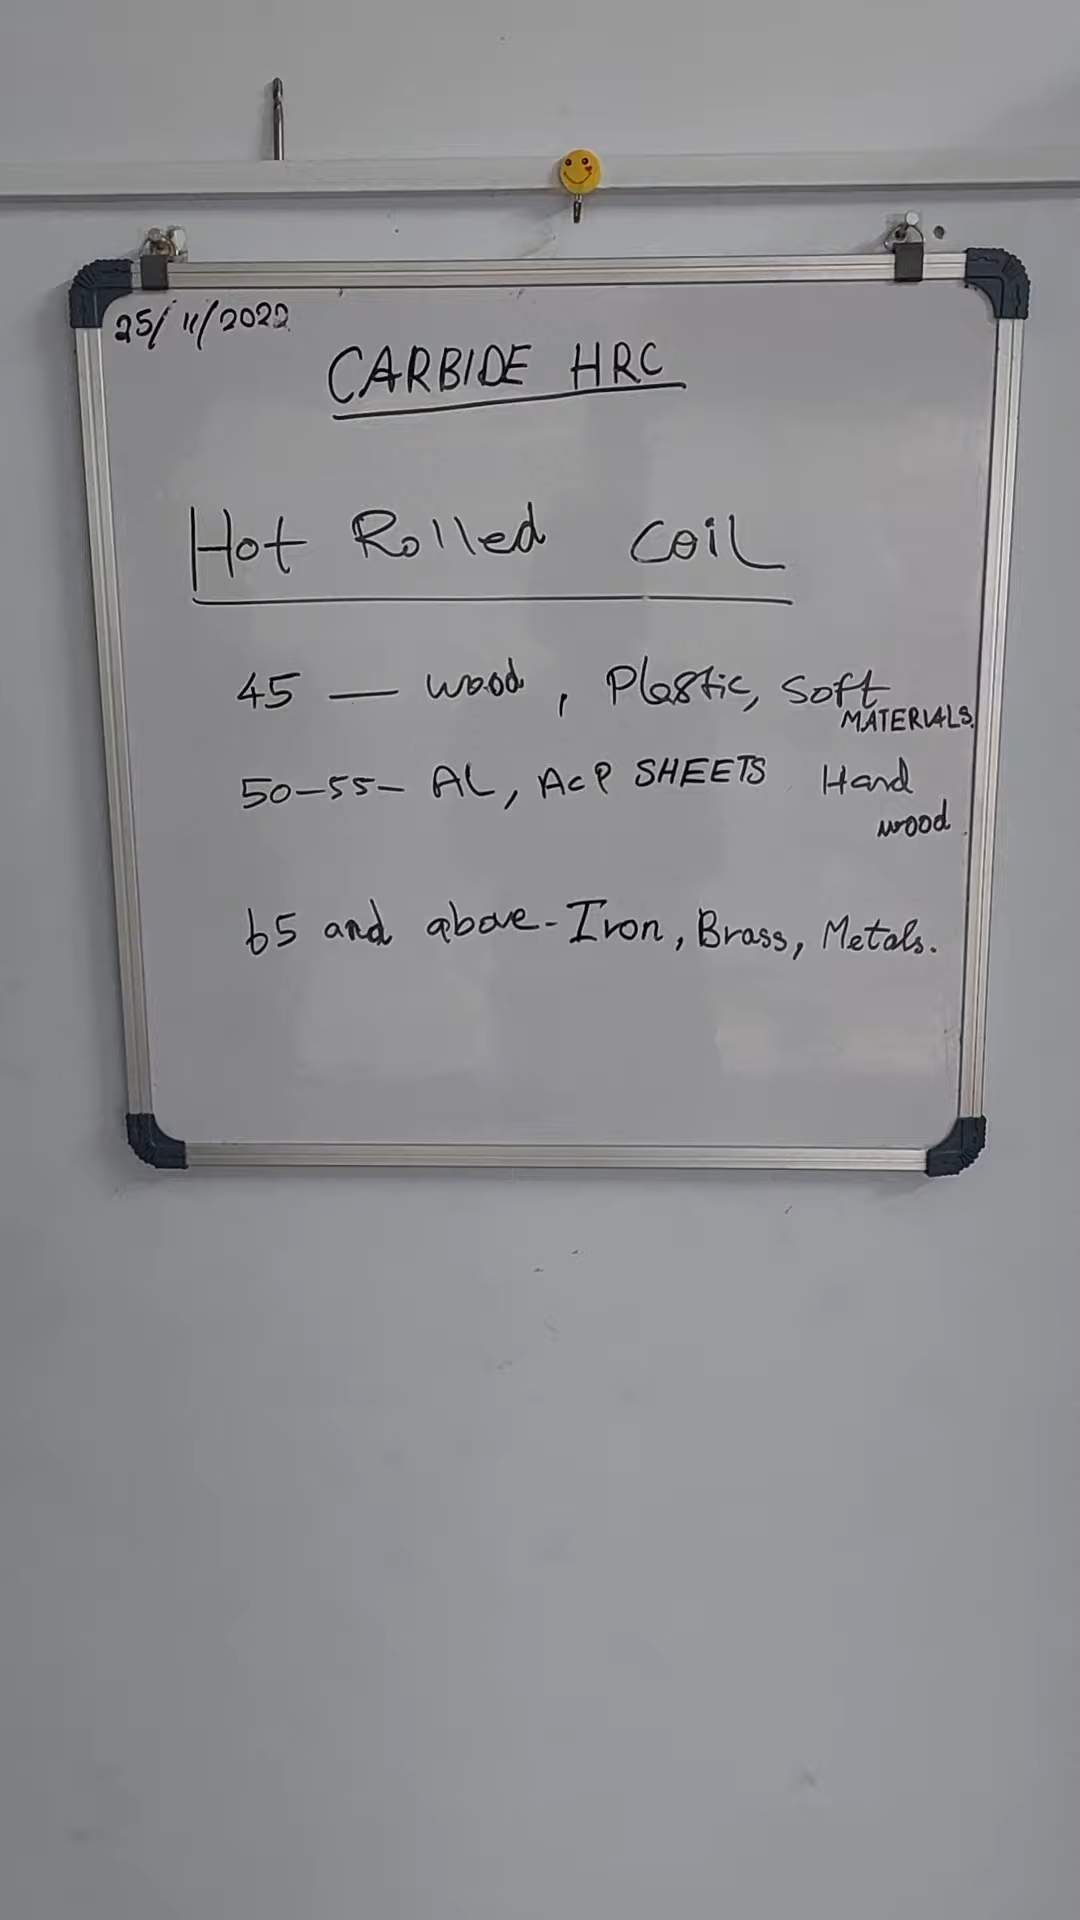 25/11/2022
CARBIDE HRC
Hot Rolled Coil
45 — wood, Plastic, Soft
MATERIALS.
50-55- AL, ACP SHEETS Hard
wood.
65 and above- Iron, Brass, Metals.